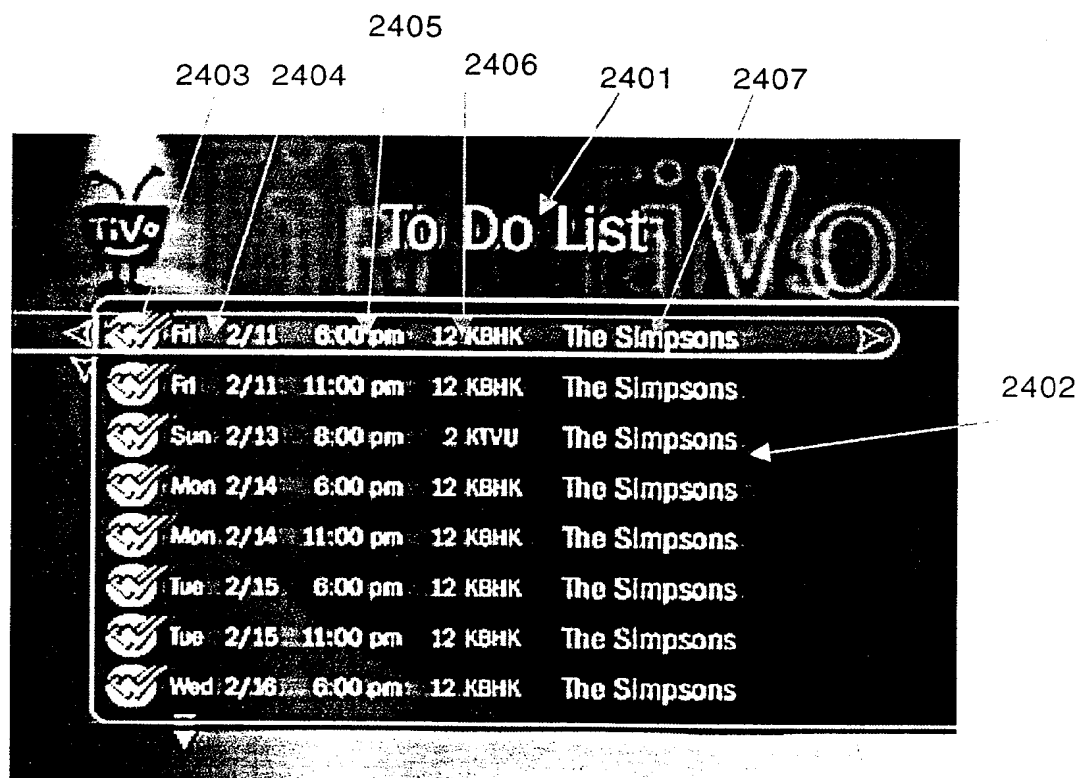 2405
2403 2404 2406 2401 2407
TiVo
TiVo To Do List
Fri 2/11 6:00 pm 12 KBHK The Simpsons
Fri 2/11 11:00 pm 12 KBHK The Simpsons
2402
Sun 2/13 8:00 pm 2 KTVU The Simpsons
Mon 2/14 6:00 pm 12 KBHK The Simpsons
Mon 2/14 11:00 pm 12 KBHK The Simpsons
Tue 2/15 6:00 pm 12 KBHK The Simpsons
Tue 2/15 11:00 pm 12 KBHK The Simpsons
Wed 2/16 6:00 pm 12 KBHK The Simpsons